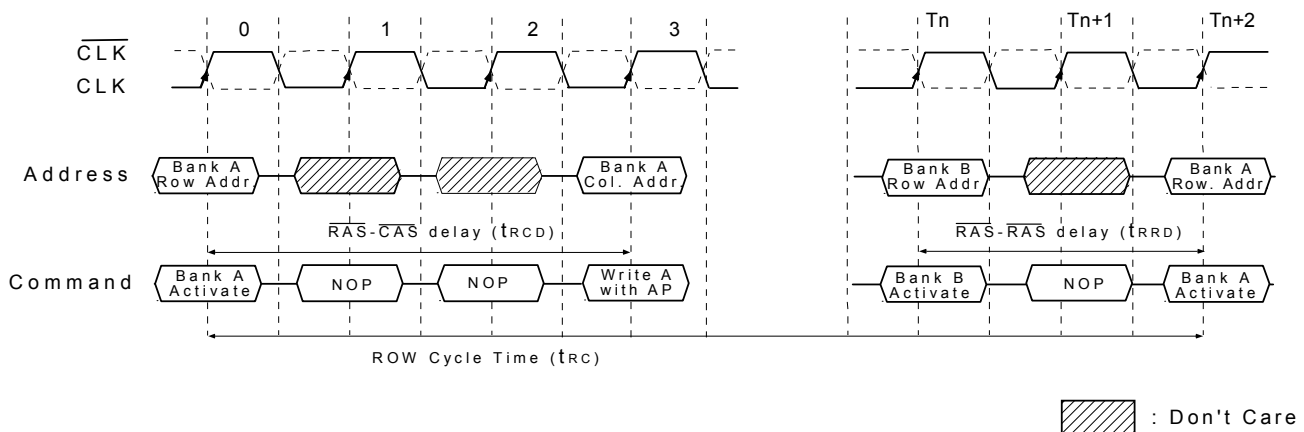 0 1 2 3 Tn Tn+1 Tn+2
CLK
CLK
Address
Bank A
Row Addr.
Bank A
Col. Addr.
Bank B
Row Addr
Bank A
Row. Addr
RAS-CAS delay (tRCD)
RAS-RAS delay (tRRD)
Command
Bank A
Activate
NOP
NOP
Write A
with AP
Bank B
Activate
NOP
Bank A
Activate
ROW Cycle Time (tRC)
: Don't Care